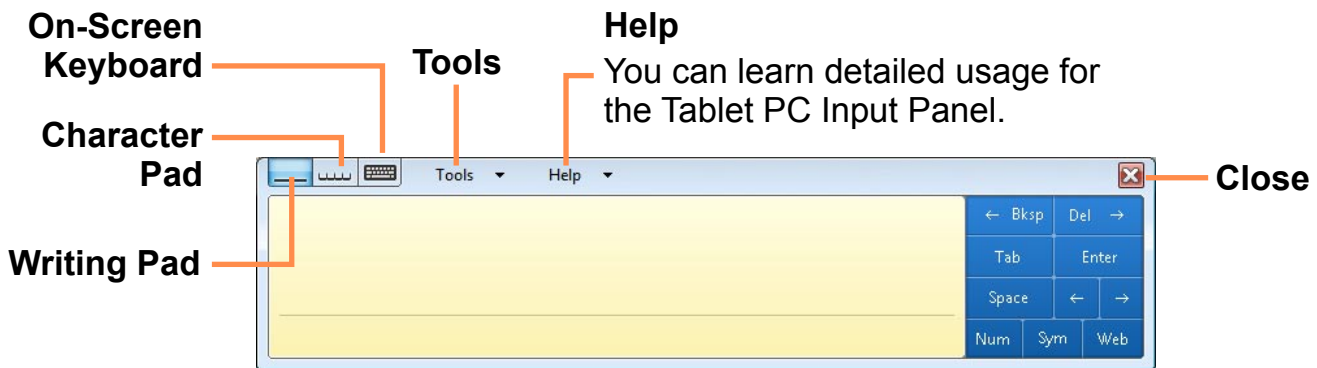 On-Screen
Keyboard
Tools
Help
You can learn detailed usage for
the Tablet PC Input Panel.
Character
Pad
Writing Pad
Close
Tools
Help
← Bksp Del →
Tab Enter
Space ← →
Num Sym Web